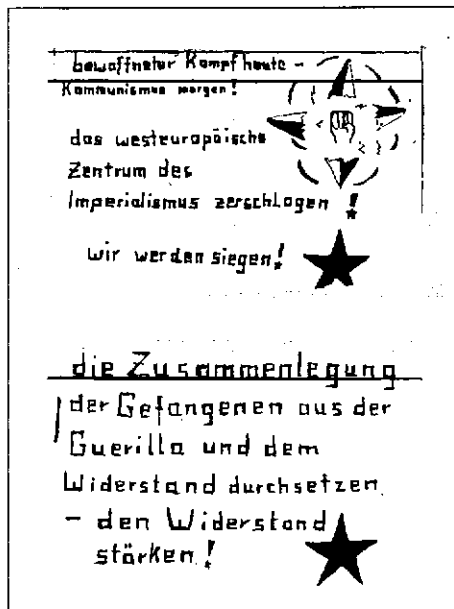 bewaffneter Kampf heute –
Kommunismus morgen!
das westeuropäische
Zentrum des
Imperialismus zerschlagen !
wir werden siegen!
die Zusammenlegung
der Gefangenen aus der
Guerilla und dem
Widerstand durchsetzen
– den Widerstand
stärken!